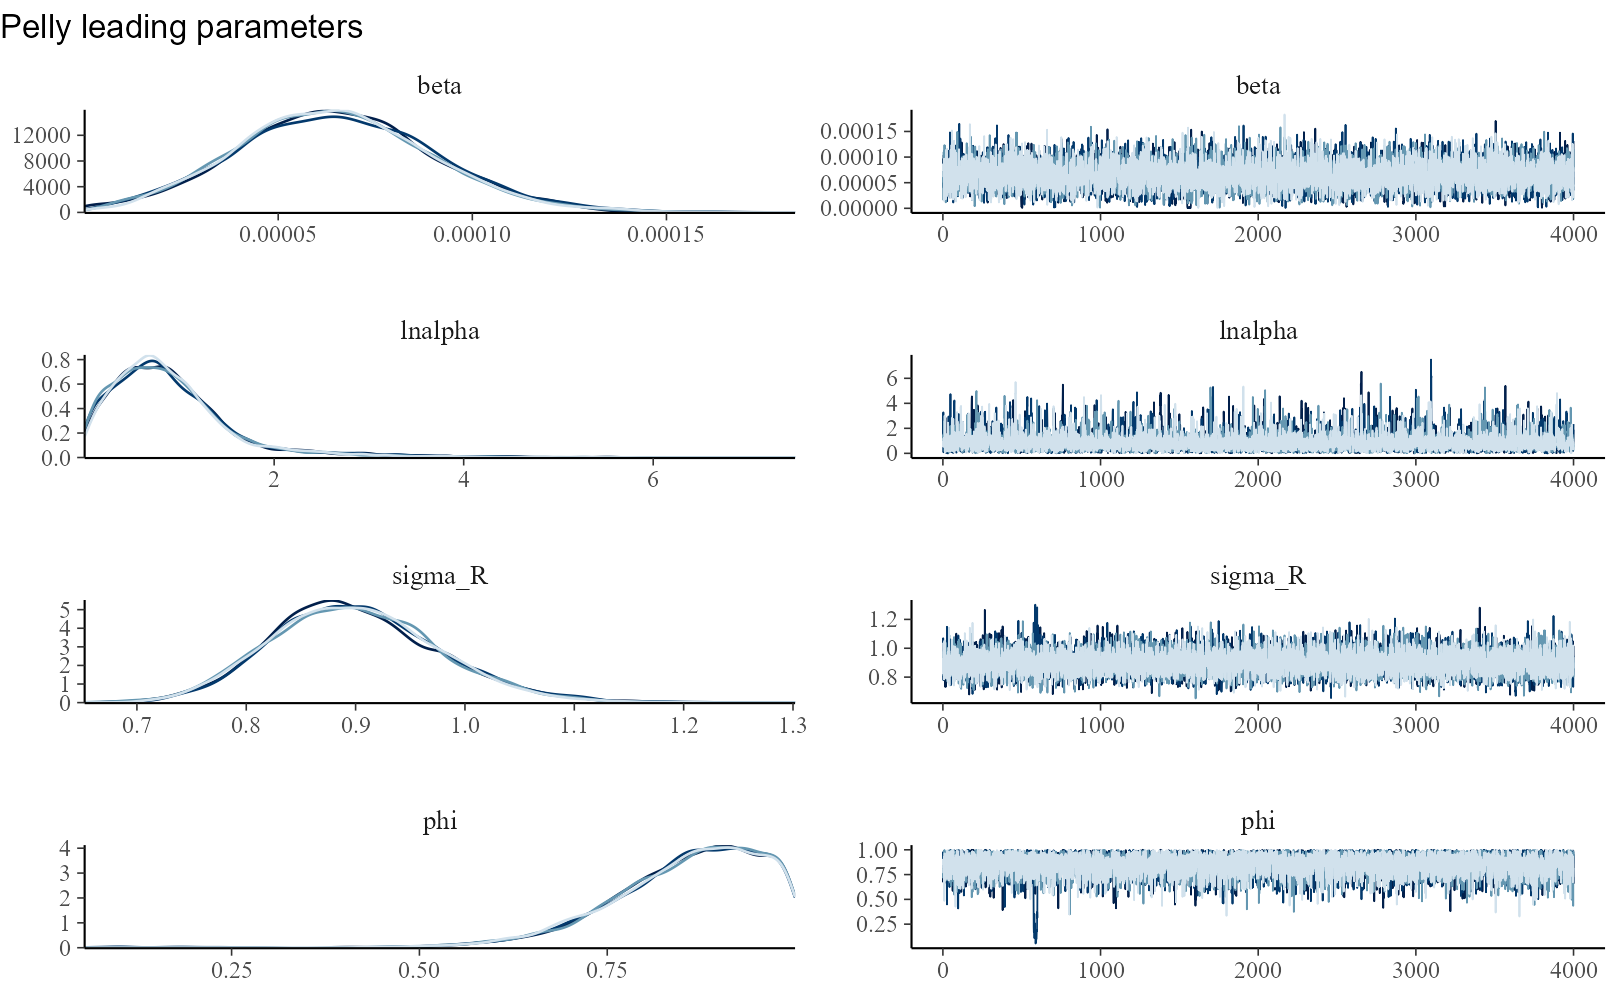 Pelly leading parameters
beta
12000
8000
4000
0
0.00005 0.00010 0.00015
beta
0.00015
0.00010
0.00005
0.00000
0 1000 2000 3000 4000
lnalpha
0.8
0.6
0.4
0.2
0.0
2 4 6
lnalpha
6
4
2
0
0 1000 2000 3000 4000
sigma_R
5
4
3
2
1
0
0.7 0.8 0.9 1.0 1.1 1.2 1.3
sigma_R
1.2
1.0
0.8
0 1000 2000 3000 4000
phi
4
3
2
1
0
0.25 0.50 0.75
phi
1.00
0.75
0.50
0.25
0 1000 2000 3000 4000